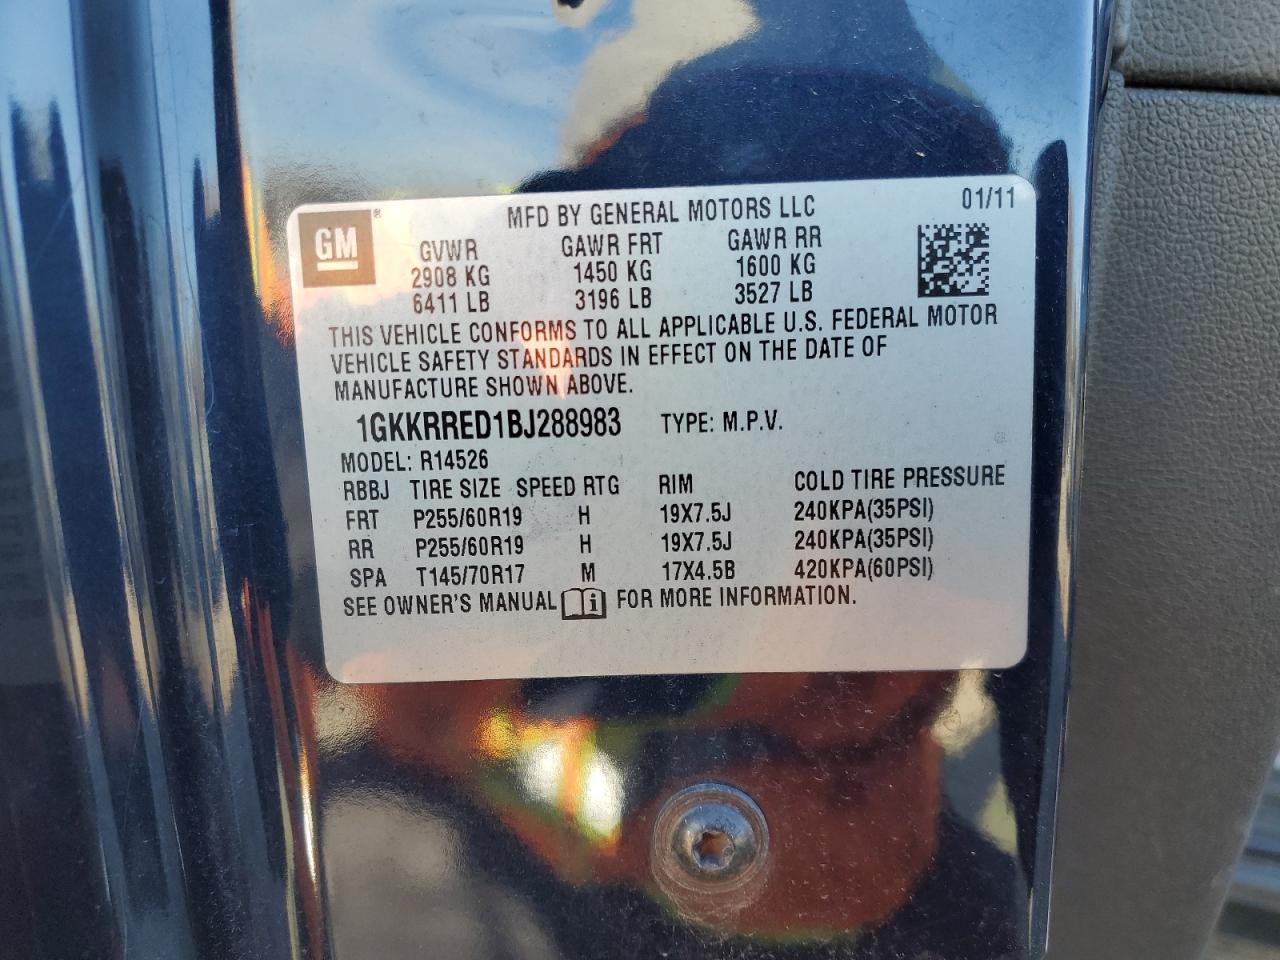 MFD BY GENERAL MOTORS LLC 01/11
GM ®
GVWR GAWR FRT GAWR RR
2908 KG 1450 KG 1600 KG
6411 LB 3196 LB 3527 LB
THIS VEHICLE CONFORMS TO ALL APPLICABLE U.S. FEDERAL MOTOR
VEHICLE SAFETY STANDARDS IN EFFECT ON THE DATE OF
MANUFACTURE SHOWN ABOVE.
1GKKRRED1BJ288983 TYPE: M.P.V.
MODEL: R14526
RBBJ TIRE SIZE SPEED RTG RIM COLD TIRE PRESSURE
FRT P255/60R19 H 19X7.5J 240KPA(35PSI)
RR P255/60R19 H 19X7.5J 240KPA(35PSI)
SPA T145/70R17 M 17X4.5B 420KPA(60PSI)
SEE OWNER'S MANUAL i FOR MORE INFORMATION.